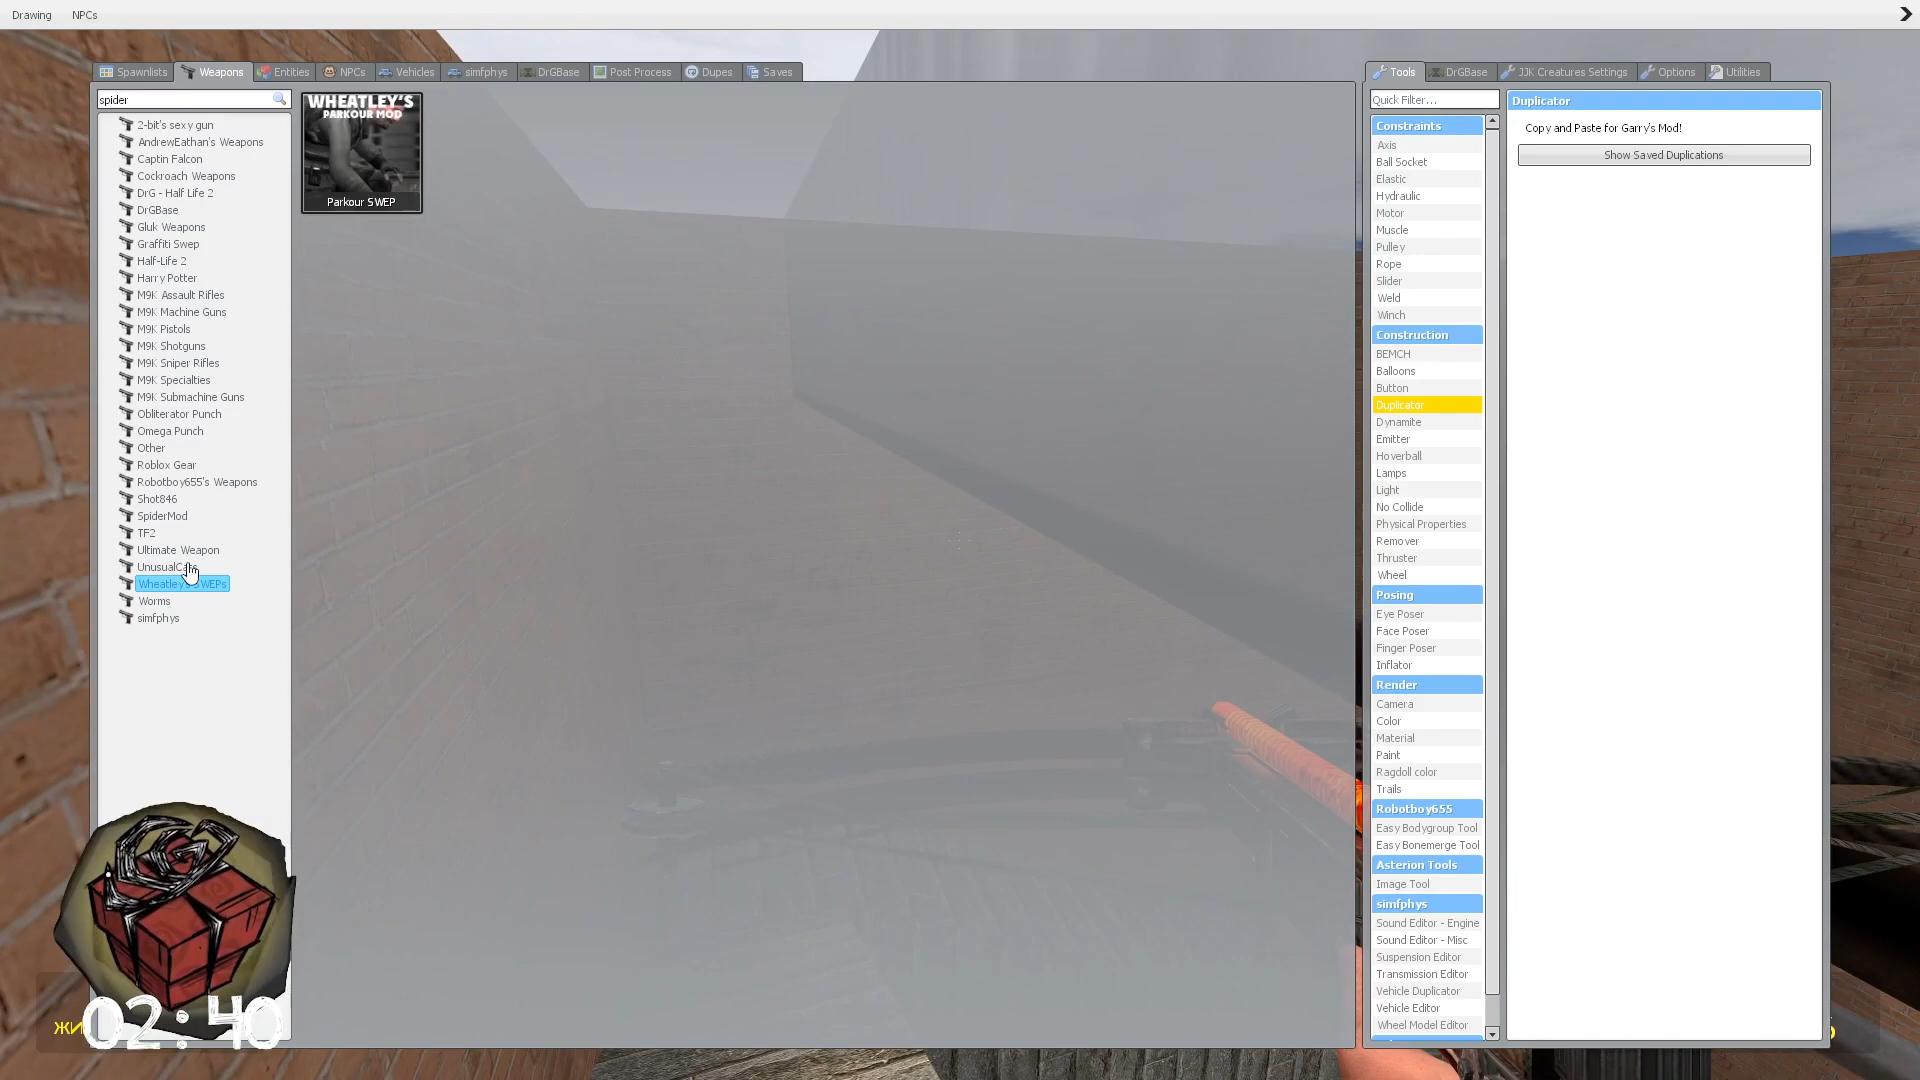 Drawing NPCs
Spawnlists Weapons Entities NPCs Vehicles simfphys DrGBase Post Process Dupes Saves
Tools DrGBase JJK Creatures Settings Options Utilities
spider
2-bit's sexy gun
AndrewEathan's Weapons
Captin Falcon
Cockroach Weapons
DrG - Half Life 2
DrGBase
Gluk Weapons
Graffiti Swep
Half-Life 2
Harry Potter
M9K Assault Rifles
M9K Machine Guns
M9K Pistols
M9K Shotguns
M9K Sniper Rifles
M9K Specialties
M9K Submachine Guns
Obliterator Punch
Omega Punch
Other
Roblox Gear
Robotboy655's Weapons
Shot846
SpiderMod
TF2
Ultimate Weapon
Wheatley's SWEPs
Worms
simfphys
WHEATLEY'S
PARKOUR MOD
Parkour SWEP
Quick Filter...
Constraints
Axis
Ball Socket
Elastic
Hydraulic
Motor
Muscle
Pulley
Rope
Slider
Weld
Winch
Construction
BEMCH
Balloons
Button
Duplicator
Dynamite
Emitter
Hoverball
Lamps
Light
No Collide
Physical Properties
Remover
Thruster
Wheel
Posing
Eye Poser
Face Poser
Finger Poser
Inflator
Render
Camera
Color
Material
Paint
Ragdoll color
Trails
Robotboy655
Easy Bodygroup Tool
Easy Bonemerge Tool
Asterion Tools
Image Tool
simfphys
Sound Editor - Engine
Sound Editor - Misc
Suspension Editor
Transmission Editor
Vehicle Duplicator
Vehicle Editor
Wheel Model Editor
Duplicator
Copy and Paste for Garry's Mod!
Show Saved Duplications
02:40